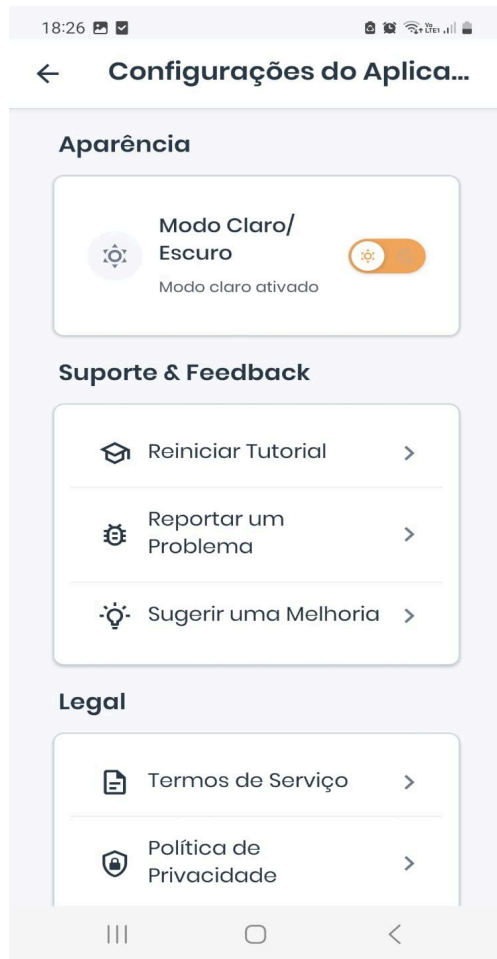 18:26
Configurações do Aplica...
Aparência
Modo Claro/
Escuro
Modo claro ativado
Suporte & Feedback
Reiniciar Tutorial
Reportar um
Problema
Sugerir uma Melhoria
Legal
Termos de Serviço
Política de
Privacidade